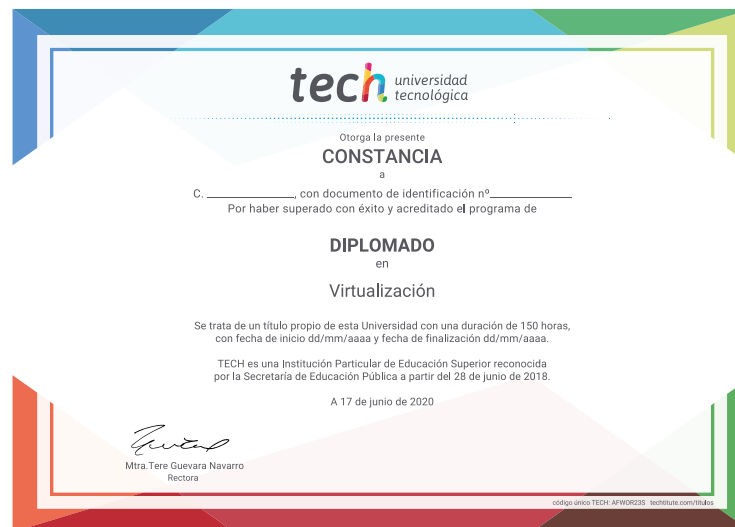 tech universidad
tecnológica
Otorga la presente
CONSTANCIA
a
C. ______________, con documento de identificación nº______________
Por haber superado con éxito y acreditado el programa de
DIPLOMADO
en
Virtualización
Se trata de un título propio de esta Universidad con una duración de 150 horas,
con fecha de inicio dd/mm/aaaa y fecha de finalización dd/mm/aaaa.
TECH es una Institución Particular de Educación Superior reconocida
por la Secretaría de Educación Pública a partir del 28 de junio de 2018.
A 17 de junio de 2020
Mtra.Tere Guevara Navarro
Rectora
código único TECH: AFWOR23S techtitute.com/títulos